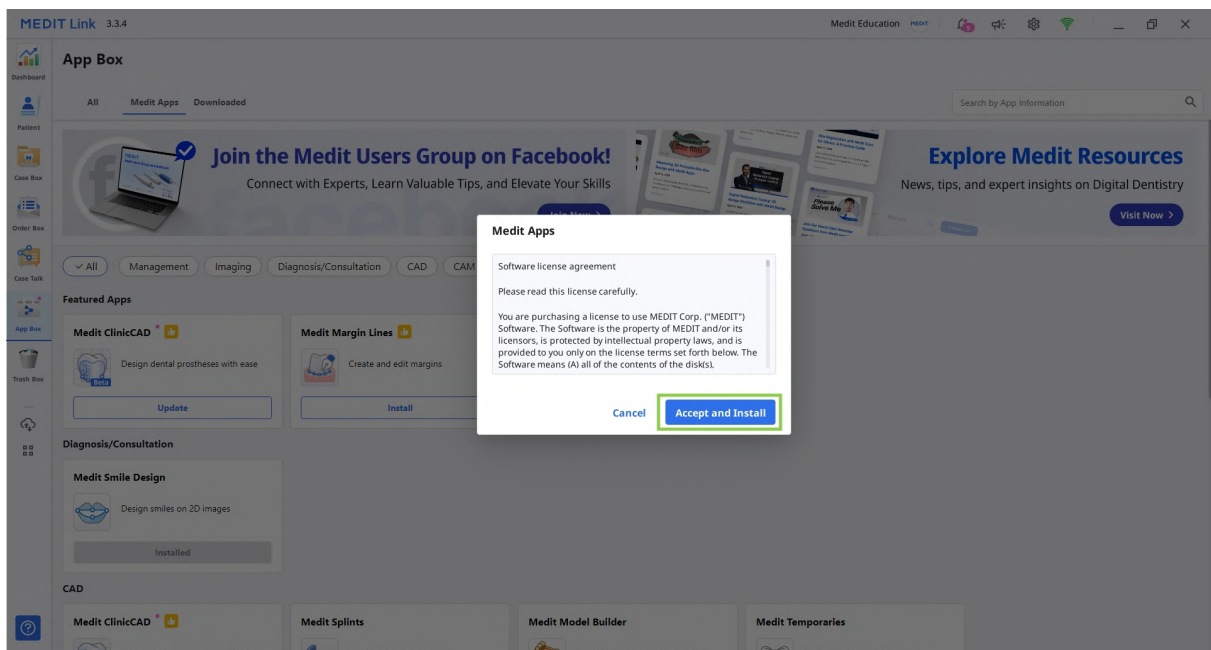 MEDIT Link 3.3.4
Medit Education MEDIT
Dashboard
Patient
Case Box
Order Box
Case Talk
App Box
Trash Box
App Box
All Medit Apps Downloaded
Search by App Information
Join the Medit Users Group on Facebook!
Connect with Experts, Learn Valuable Tips, and Elevate Your Skills
Explore Medit Resources
News, tips, and expert insights on Digital Dentistry
Visit Now >
All Management Imaging Diagnosis/Consultation CAD CAM
Featured Apps
Medit ClinicCAD
Beta
Design dental prostheses with ease
Update
Medit Margin Lines
Create and edit margins
Install
Medit Apps
Software license agreement
Please read this license carefully.
You are purchasing a license to use MEDIT Corp. ("MEDIT")
Software. The Software is the property of MEDIT and/or its
licensors, is protected by intellectual property laws, and is
provided to you only on the license terms set forth below. The
Software means (A) all of the contents of the disk(s),
Cancel Accept and Install
Diagnosis/Consultation
Medit Smile Design
Design smiles on 2D images
Installed
CAD
Medit ClinicCAD
Medit Splints
Medit Model Builder
Medit Temporaries